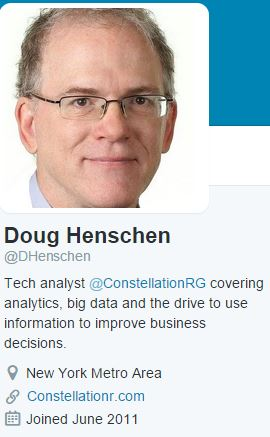 Doug Henschen
@DHenschen
Tech analyst @ConstellationRG covering
analytics, big data and the drive to use
information to improve business
decisions.
New York Metro Area
Constellationr.com
Joined June 2011